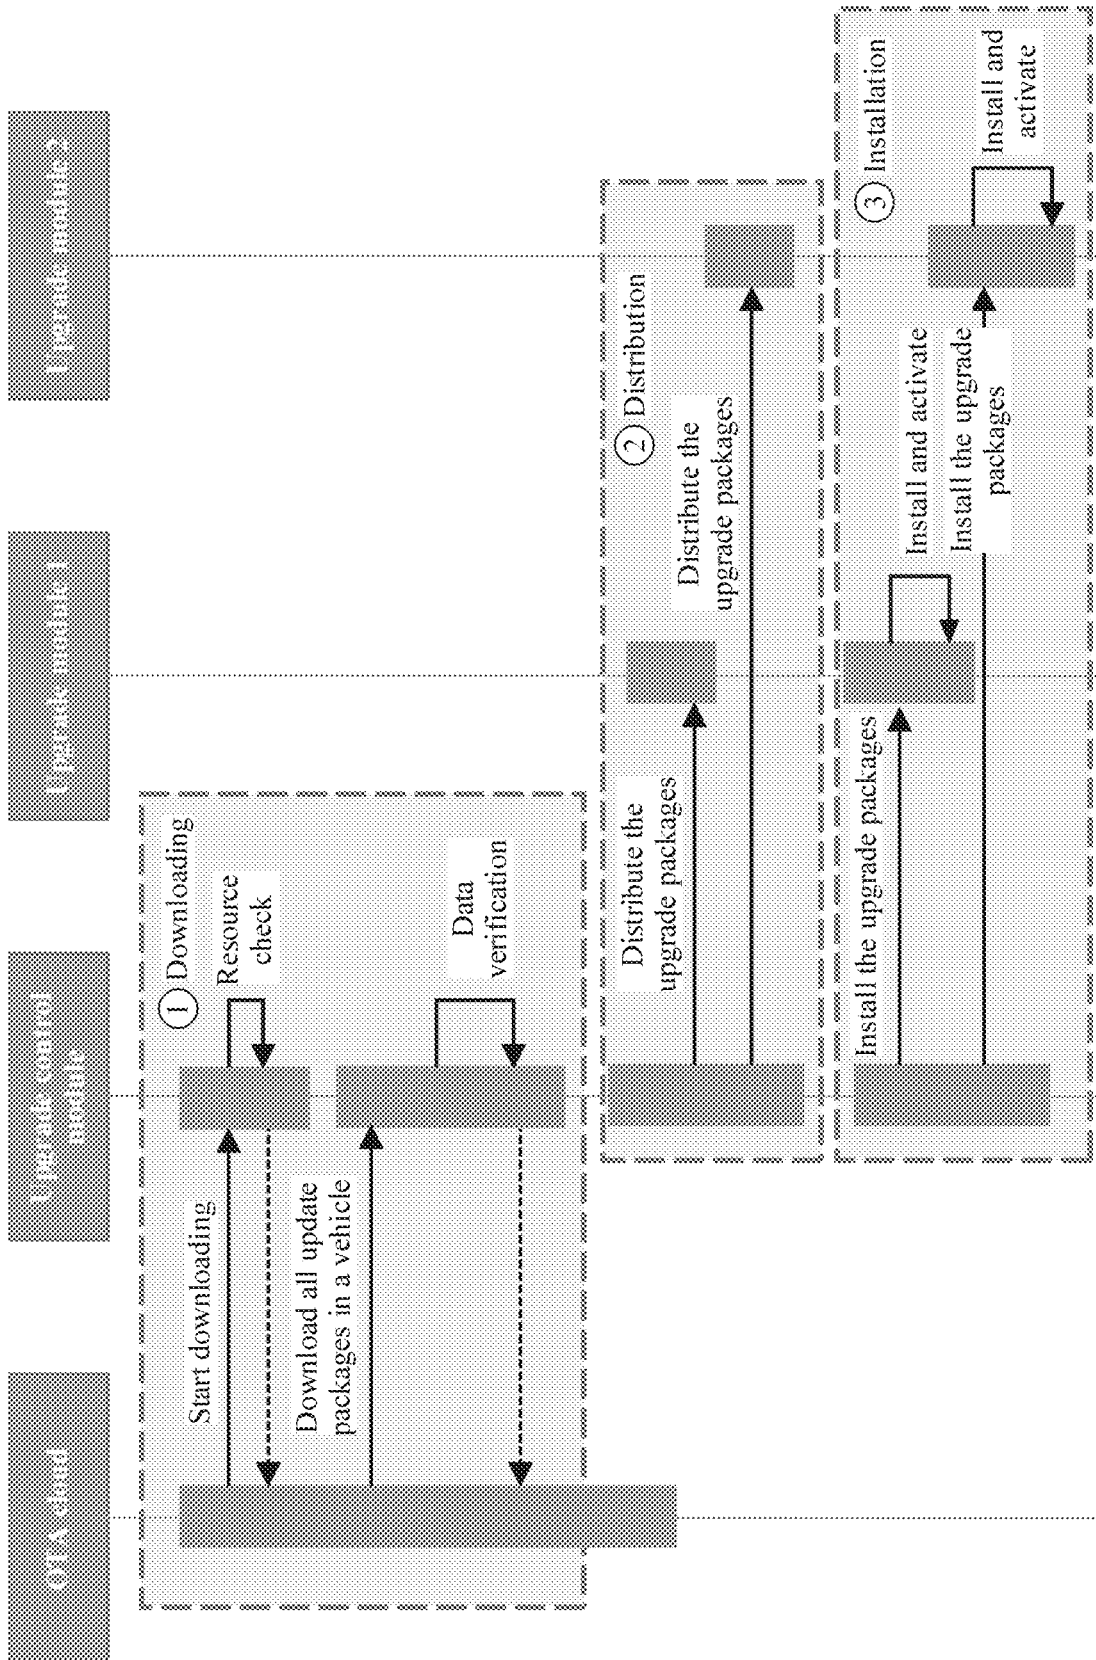 OTA cloud
Upgrade control
module
Upgrade module 1
Upgrade module 2
1 Downloading
Start downloading
Resource
check
Download all update
packages in a vehicle
Data
verification
2 Distribution
Distribute the
upgrade packages
Distribute the
upgrade packages
3 Installation
Install the upgrade packages
Install and activate
Install the upgrade
packages
Install and
activate